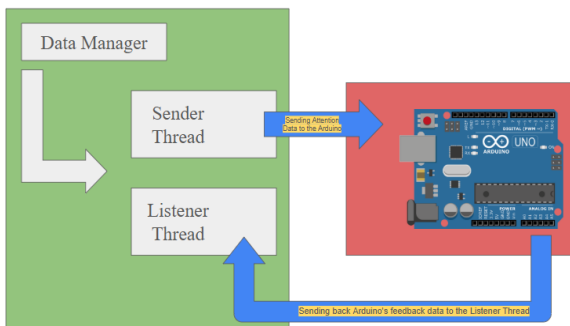 Data Manager
Sender
Thread
Sending Attention
Data to the Arduino
Listener
Thread
DIGITAL (PWM ~)
UNO
ARDUINO
ON
POWER
ANALOG IN
Sending back Arduino's feedback data to the Listener Thread